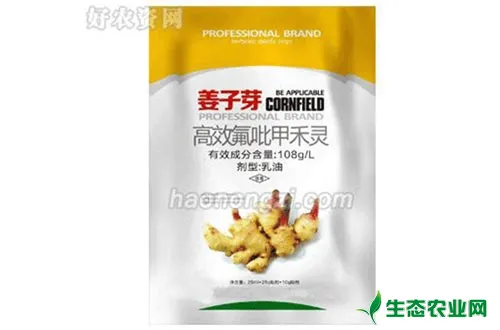 好农资网
PROFESSIONAL BRAND
姜子芽
BE APPLICABLE
CORNFIELD
PROFESSIONAL BRAND
高效氟吡甲禾灵
有效成分含量:108g/L
剂型:乳油
haonongzi.com
生态农业网